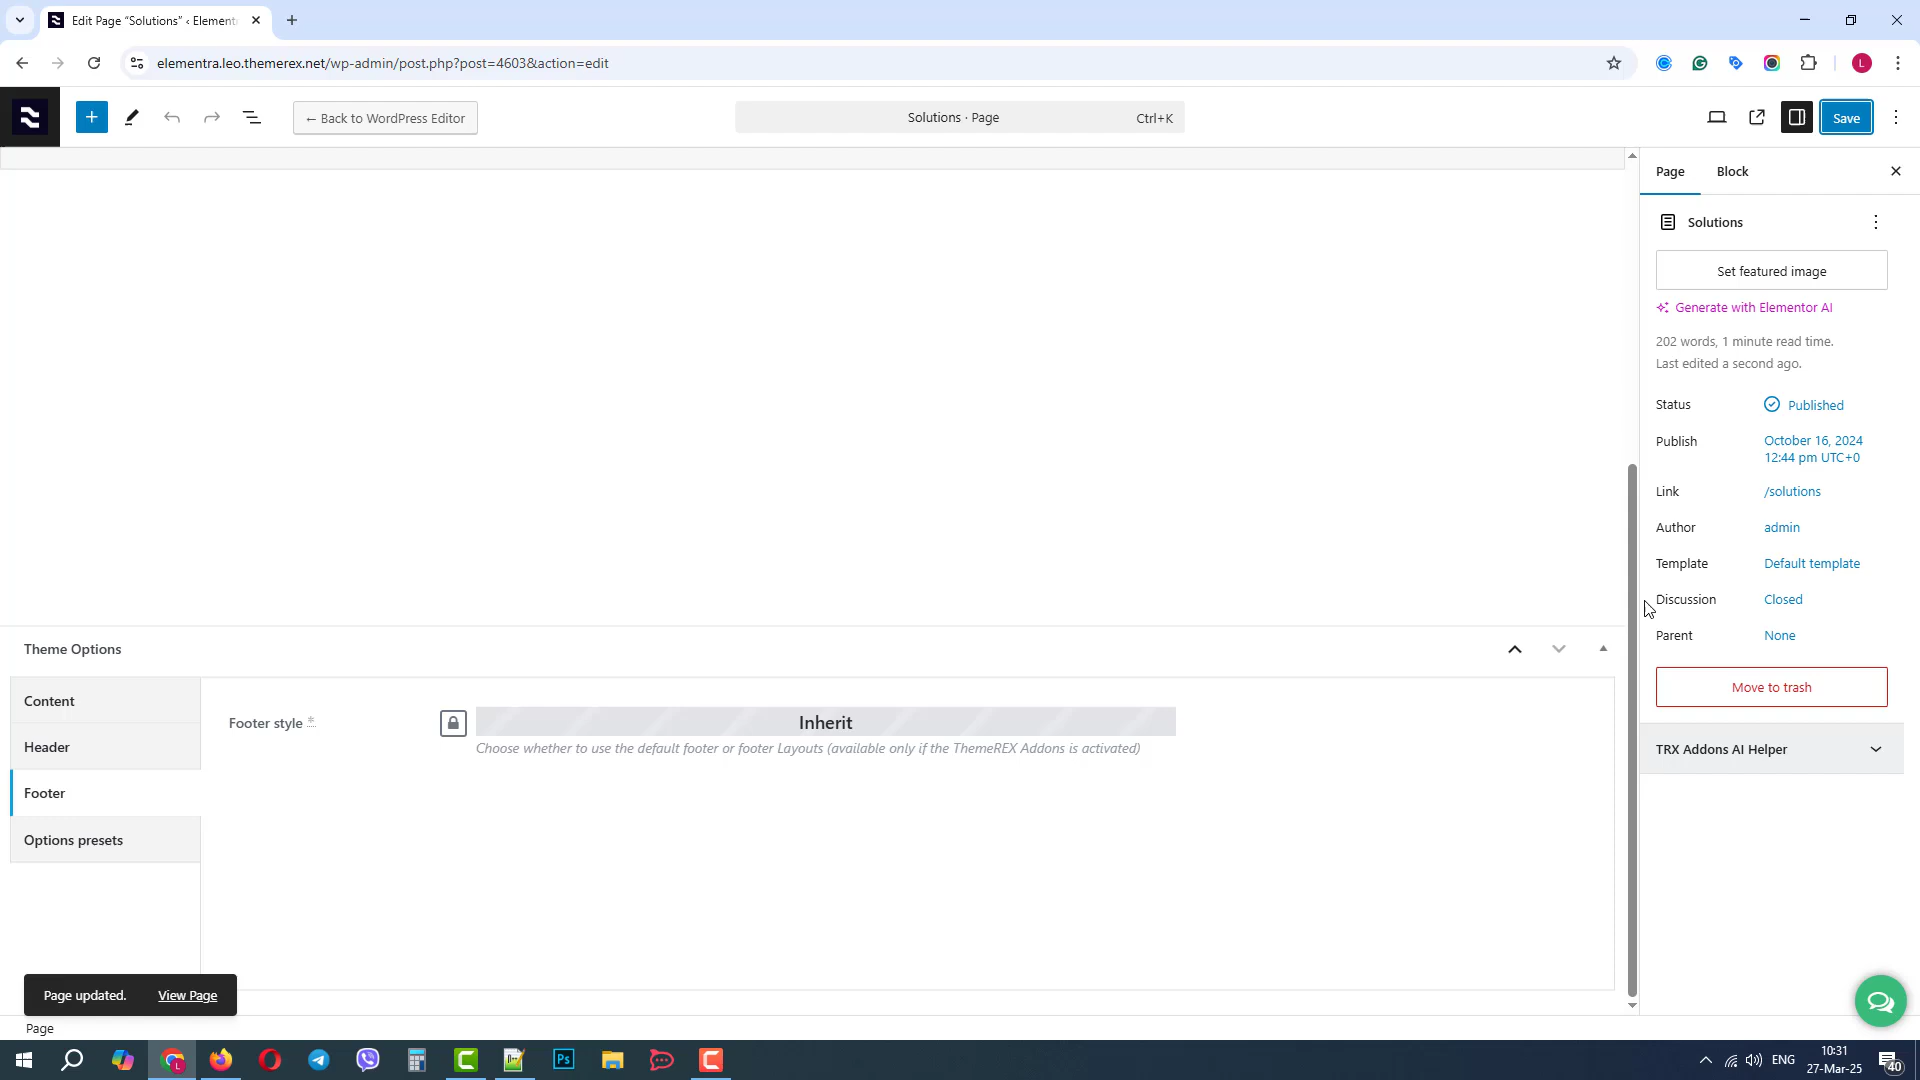 Edit Page “Solutions” ‹ Element
elementra.leo.themerex.net/wp-admin/post.php?post=4603&action=edit
L
← Back to WordPress Editor
Solutions · Page
Ctrl+K
Save
Page
Block
Solutions
Set featured image
Generate with Elementor AI
202 words, 1 minute read time.
Last edited a second ago.
Status
Published
Publish
October 16, 2024
12:44 pm UTC+0
Link
/solutions
Author
admin
Template
Default template
Discussion
Closed
Parent
None
Move to trash
TRX Addons AI Helper
Theme Options
Content
Header
Footer
Options presets
Footer style *
Inherit
Choose whether to use the default footer or footer Layouts (available only if the ThemeREX Addons is activated)
Page updated.
View Page
Page
Ps
ENG
10:31
27-Mar-25
40